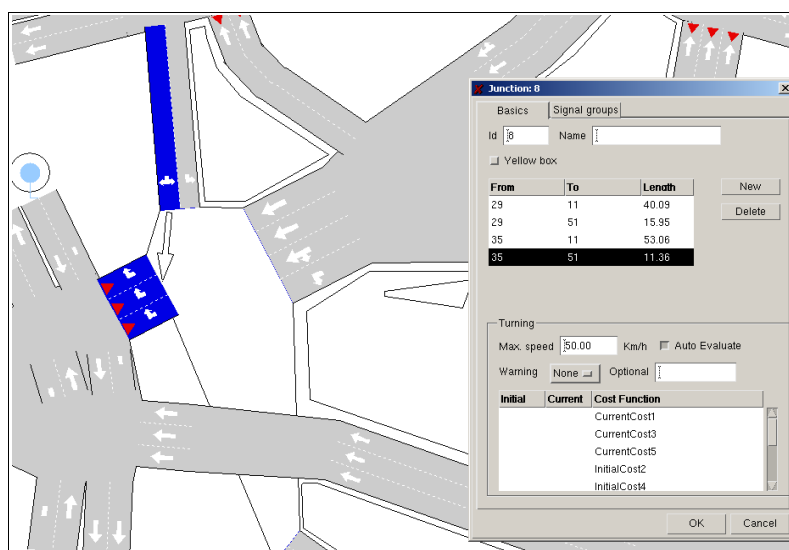 Junction: 8
Basics Signal groups
Id 8 Name
Yellow box
From To Length New
29 11 40.09
29 51 15.95 Delete
35 11 53.06
35 51 11.36
Turning
Max. speed 50.00 Km/h Auto Evaluate
Warning None Optional
Initial Current Cost Function
CurrentCost1
CurrentCost3
CurrentCost5
InitialCost2
InitialCost4
OK Cancel